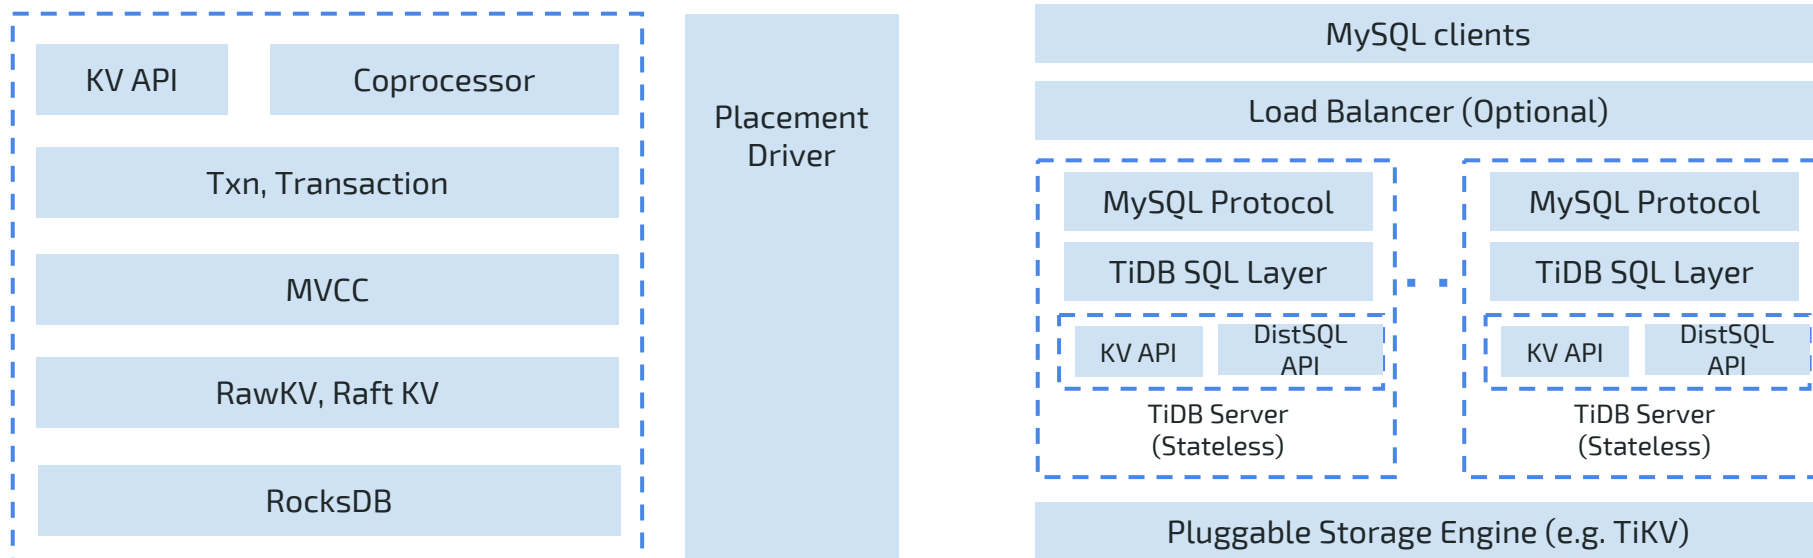 KV API
Coprocessor
Txn, Transaction
MVCC
RawKV, Raft KV
RocksDB
Placement
Driver
MySQL clients
Load Balancer (Optional)
MySQL Protocol
TiDB SQL Layer
KV API
DistSQL
API
TiDB Server
(Stateless)
MySQL Protocol
TiDB SQL Layer
KV API
DistSQL
API
TiDB Server
(Stateless)
Pluggable Storage Engine (e.g. TiKV)